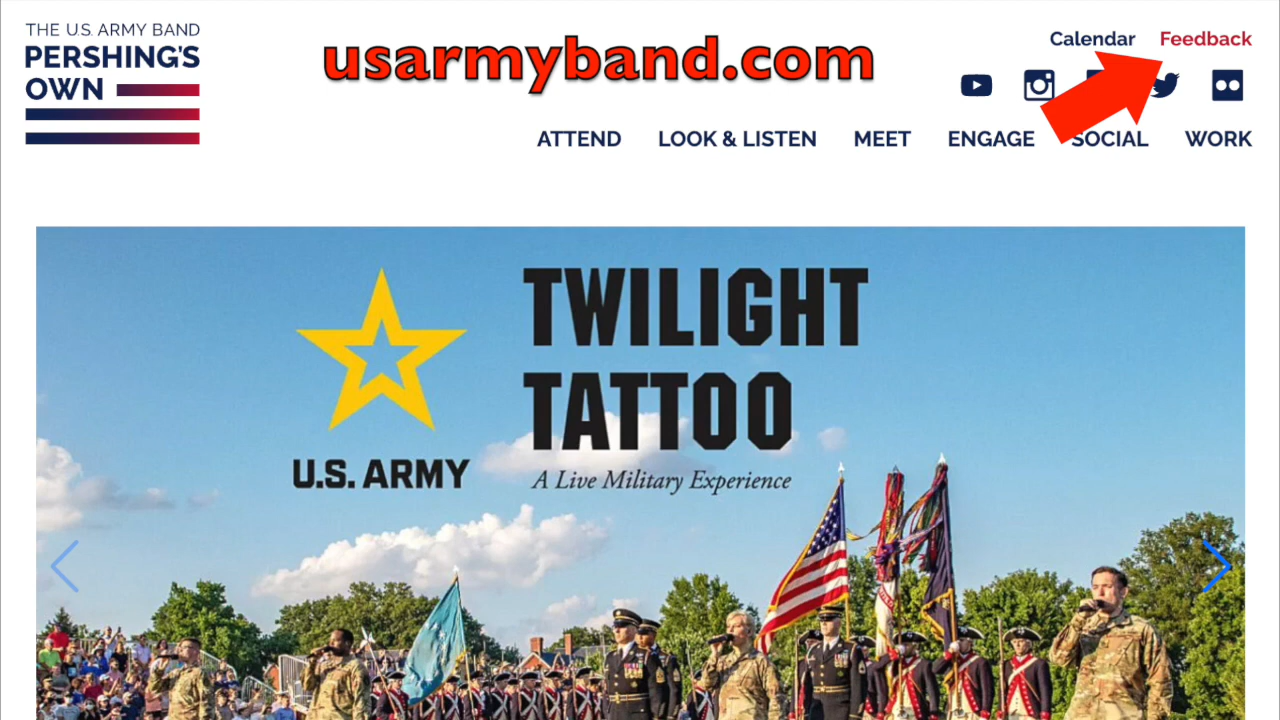 THE U.S. ARMY BAND
PERSHING'S
OWN
usarmyband.com
Calendar Feedback
ATTEND LOOK & LISTEN MEET ENGAGE SOCIAL WORK
TWILIGHT
TATTOO
A Live Military Experience
U.S. ARMY